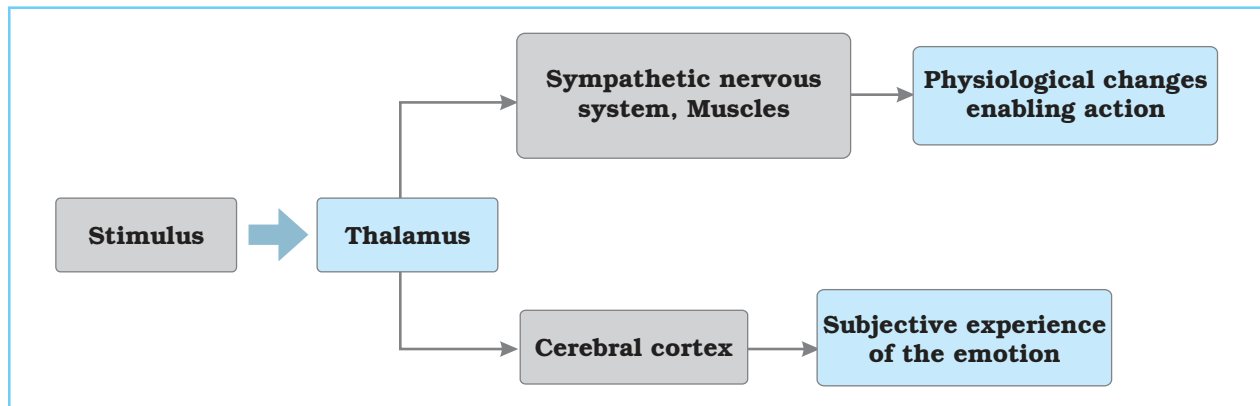 Sympathetic nervous
system, Muscles
Physiological changes
enabling action
Stimulus
Thalamus
Cerebral cortex
Subjective experience
of the emotion